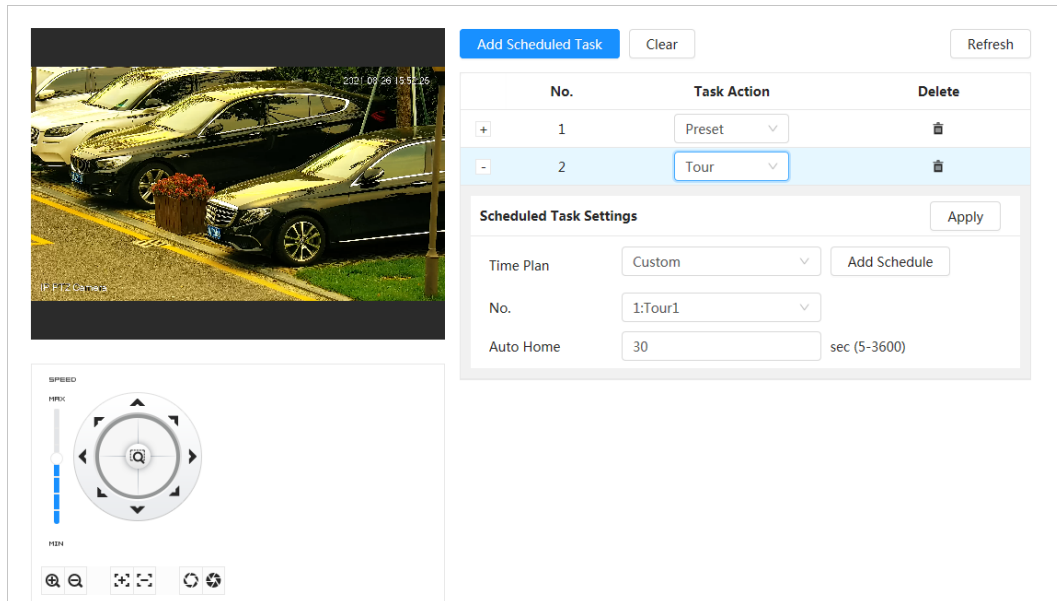 Add Scheduled Task Clear Refresh
2021-08-26 15:52:26
No. Task Action Delete
+ 1 Preset
- 2 Tour
Scheduled Task Settings Apply
Time Plan Custom Add Schedule
IP PTZ Camera
No. 1:Tour1
Auto Home 30 sec (5-3600)
SPEED
MAX
MIN